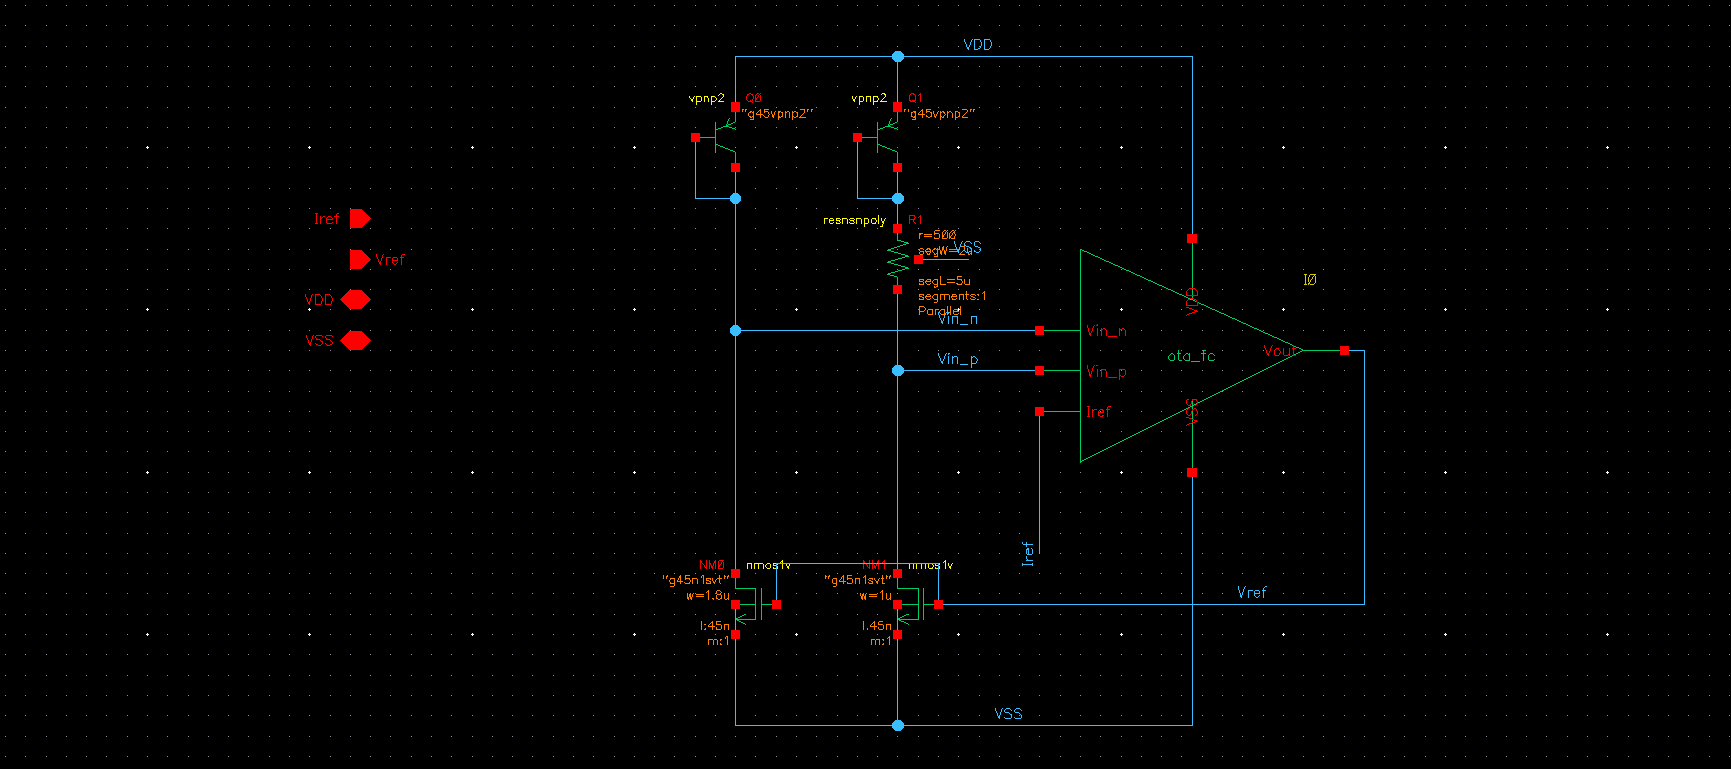 VDD
vpnp2 Q0
"g45vpnp2"
vpnp2 Q1
"g45vpnp2"
Iref
Vref
VDD
VSS
resnsnpoly R1
r=500
segW=2u
VSS
segL=5u
segments:1
Parallel
Vin_n
Vin_p
I0
VDD
Vin_n
Vin_p
Iref
ota_fc
Vout
VSS
Iref
NM0 nmos1v
"g45n1svt"
w=1.8u
l:45n
m:1
NM1 nmos1v
"g45n1svt"
w=1u
l:45n
m:1
Vref
VSS